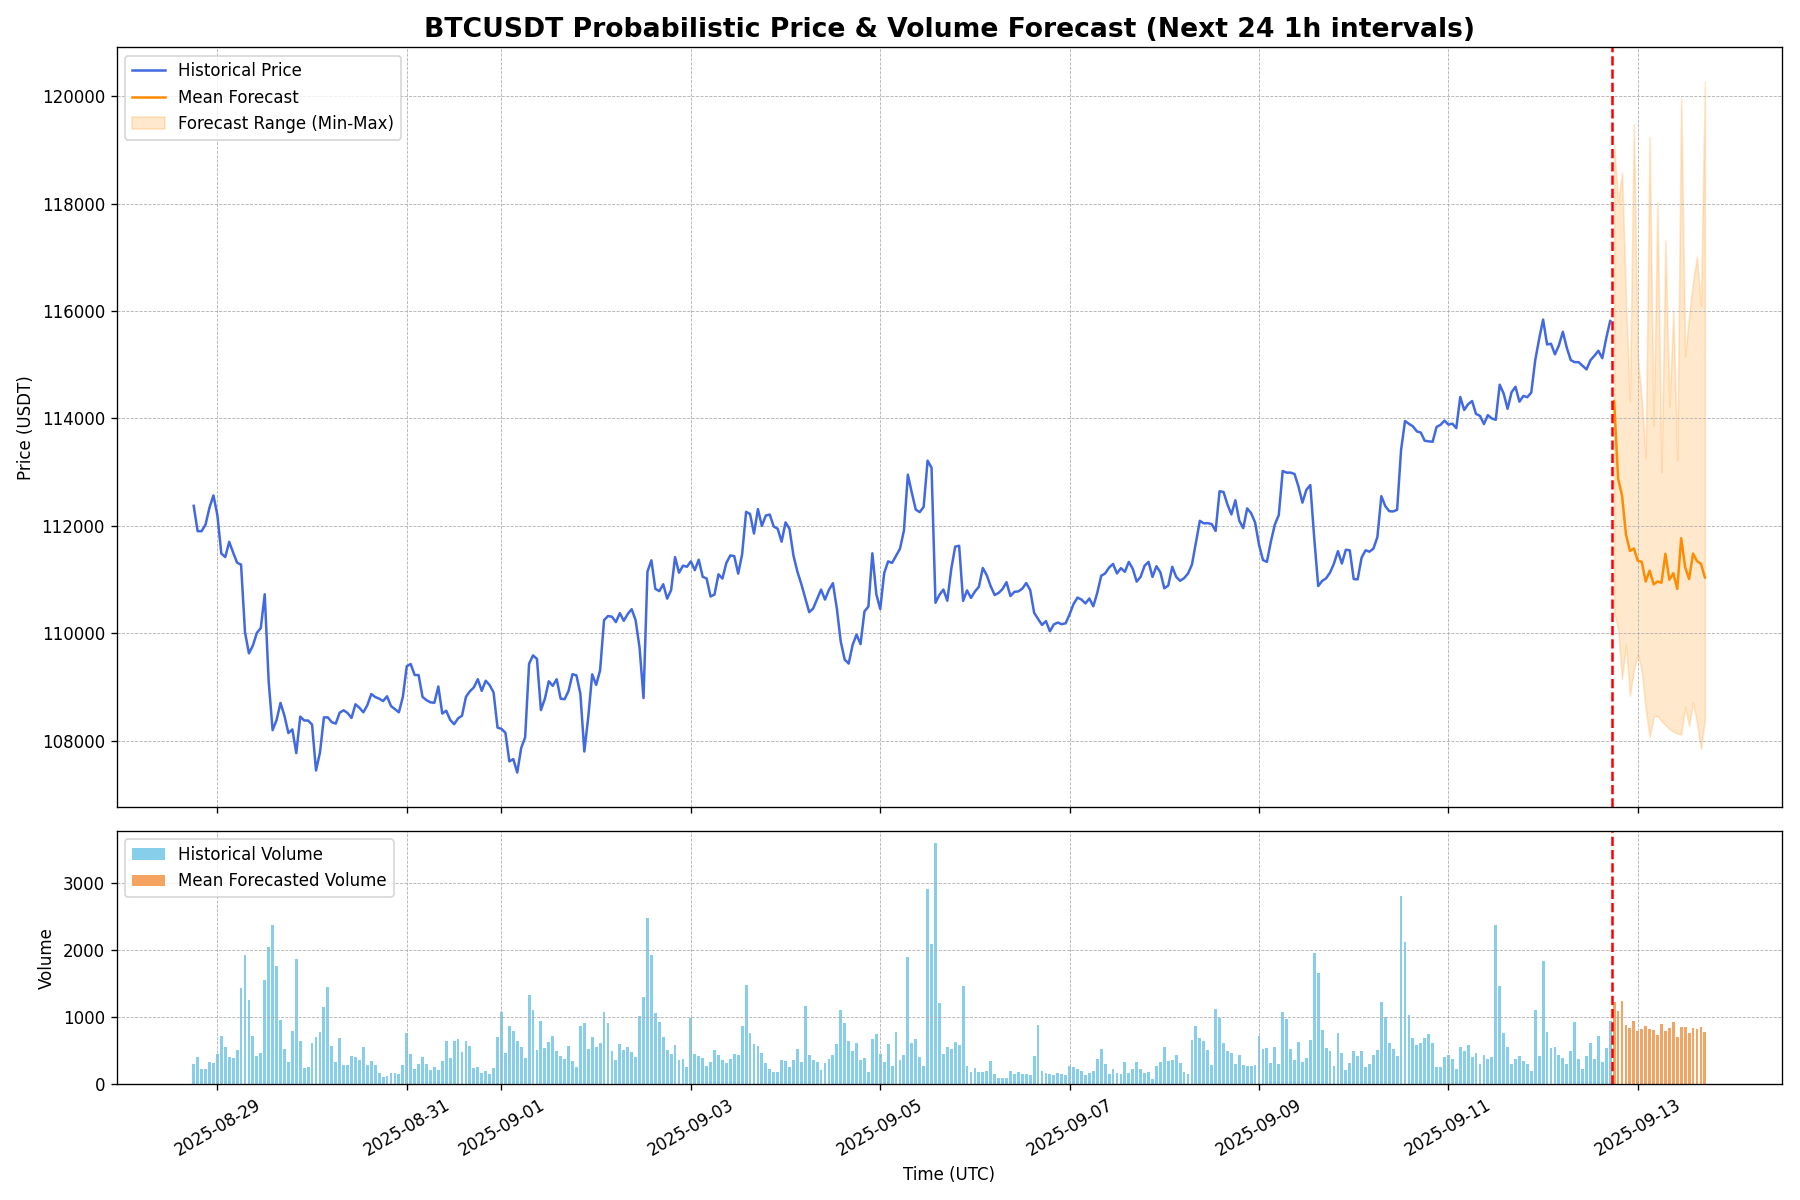 BTCUSDT Probabilistic Price & Volume Forecast (Next 24 1h intervals)
Historical Price
Mean Forecast
Forecast Range (Min-Max)
120000
118000
116000
114000
112000
110000
108000
Price (USDT)
Historical Volume
Mean Forecasted Volume
3000
2000
1000
0
Volume
2025-08-29
2025-08-31
2025-09-01
2025-09-03
2025-09-05
2025-09-07
2025-09-09
2025-09-11
2025-09-13
Time (UTC)